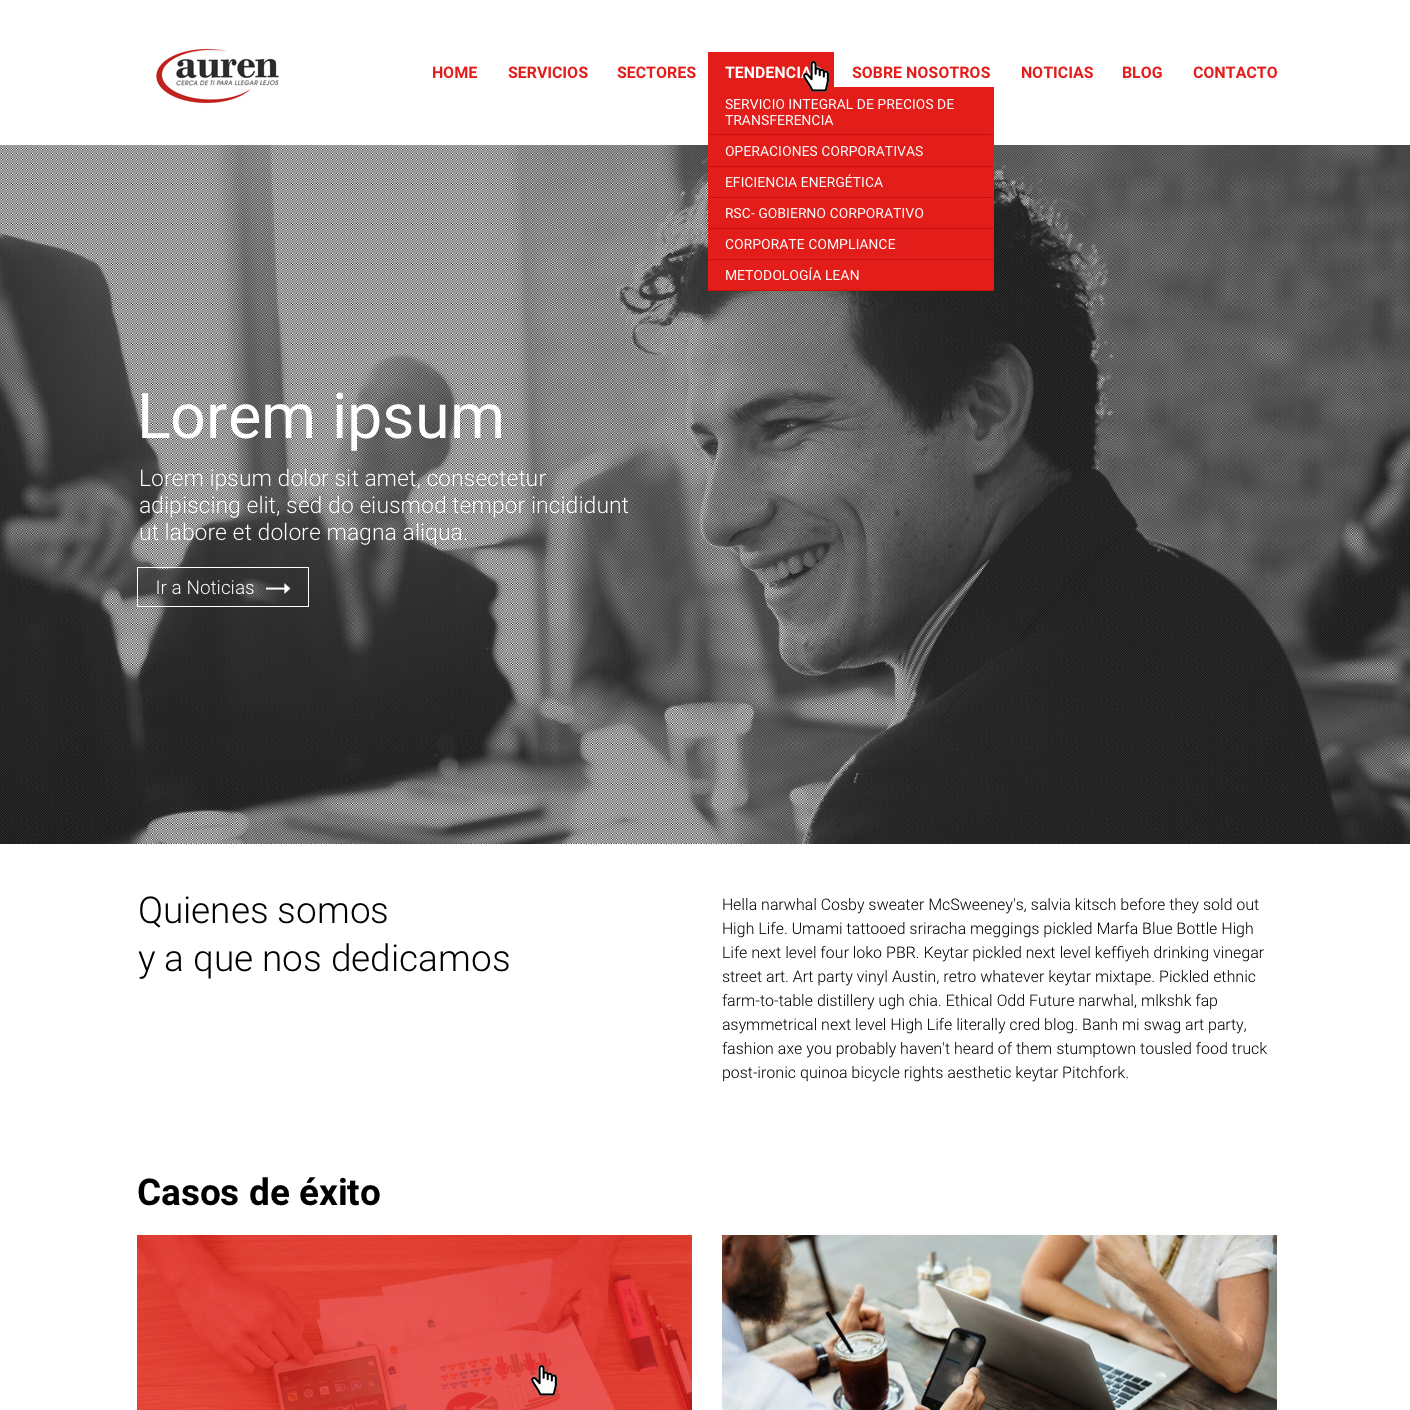 auren
CERCA DE TI PARA LLEGAR LEJOS
HOME SERVICIOS SECTORES TENDENCIA SOBRE NOSOTROS NOTICIAS BLOG CONTACTO
SERVICIO INTEGRAL DE PRECIOS DE
TRANSFERENCIA
OPERACIONES CORPORATIVAS
EFICIENCIA ENERGÉTICA
RSC- GOBIERNO CORPORATIVO
CORPORATE COMPLIANCE
METODOLOGÍA LEAN
Lorem ipsum
Lorem ipsum dolor sit amet, consectetur
adipiscing elit, sed do eiusmod tempor incididunt
ut labore et dolore magna aliqua.
Ir a Noticias
Quienes somos
y a que nos dedicamos
Hella narwhal Cosby sweater McSweeney's, salvia kitsch before they sold out
High Life. Umami tattooed sriracha meggings pickled Marfa Blue Bottle High
Life next level four loko PBR. Keytar pickled next level keffiyeh drinking vinegar
street art. Art party vinyl Austin, retro whatever keytar mixtape. Pickled ethnic
farm-to-table distillery ugh chia. Ethical Odd Future narwhal, mlkshk fap
asymmetrical next level High Life literally cred blog. Banh mi swag art party,
fashion axe you probably haven't heard of them stumptown tousled food truck
post-ironic quinoa bicycle rights aesthetic keytar Pitchfork.
Casos de éxito